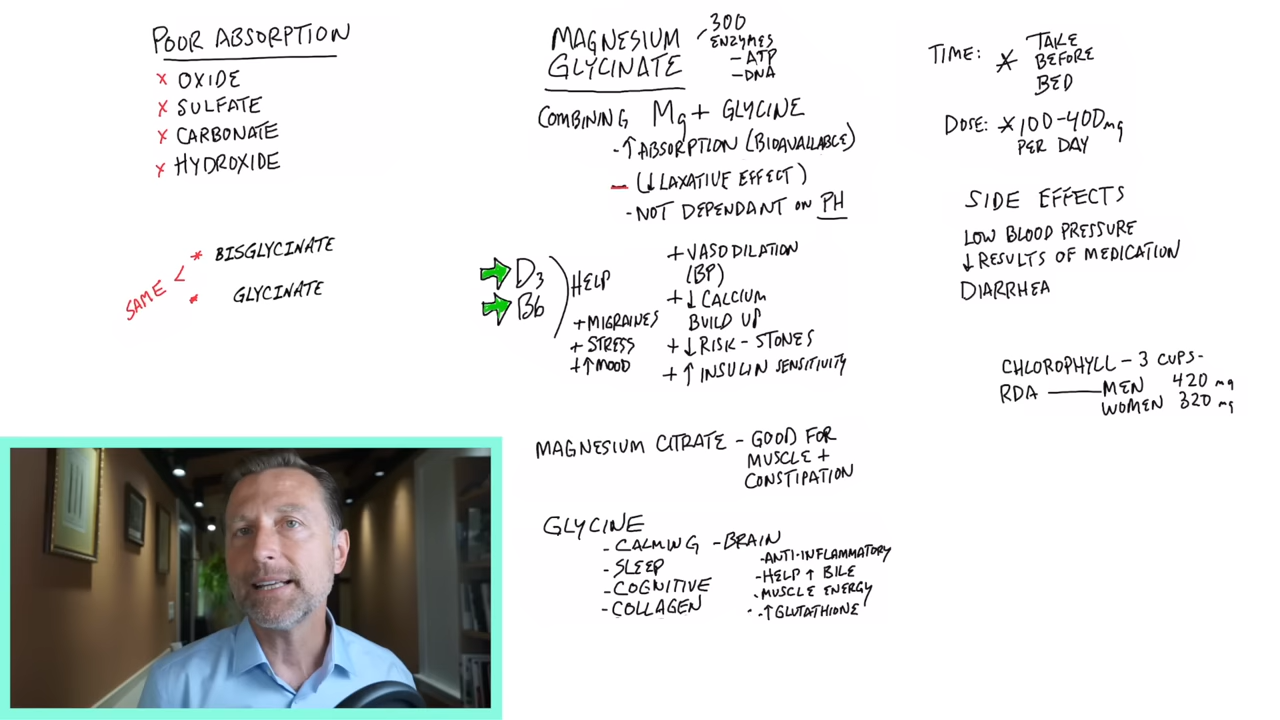 POOR ABSORPTION
x OXIDE
x SULFATE
x CARBONATE
x HYDROXIDE
SAME <
* BISGLYCINATE
* GLYCINATE
MAGNESIUM
GLYCINATE
300
ENZYMES
- ATP
- DNA
COMBINING Mg + GLYCINE
- ↑ ABSORPTION (BIOAVAILABLE)
- (↓ LAXATIVE EFFECT)
- NOT DEPENDANT ON PH
D3
B6
HELP
+ MIGRAINES
+ STRESS
+ ↑ MOOD
+ VASODILATION
(BP)
+ ↓ CALCIUM
BUILD UP
+ ↓ RISK - STONES
+ ↑ INSULIN SENSITIVITY
MAGNESIUM CITRATE - GOOD FOR
MUSCLE +
CONSTIPATION
GLYCINE
- CALMING - BRAIN
- SLEEP
- COGNITIVE
- COLLAGEN
- ANTI-INFLAMMATORY
- HELP ↑ BILE
- MUSCLE ENERGY
- ↑ GLUTATHIONE
TIME: * TAKE
BEFORE
BED
DOSE: * 100-400mg
PER DAY
SIDE EFFECTS
LOW BLOOD PRESSURE
↓ RESULTS OF MEDICATION
DIARRHEA
CHLOROPHYLL - 3 CUPS -
RDA — MEN 420 mg
WOMEN 320 mg